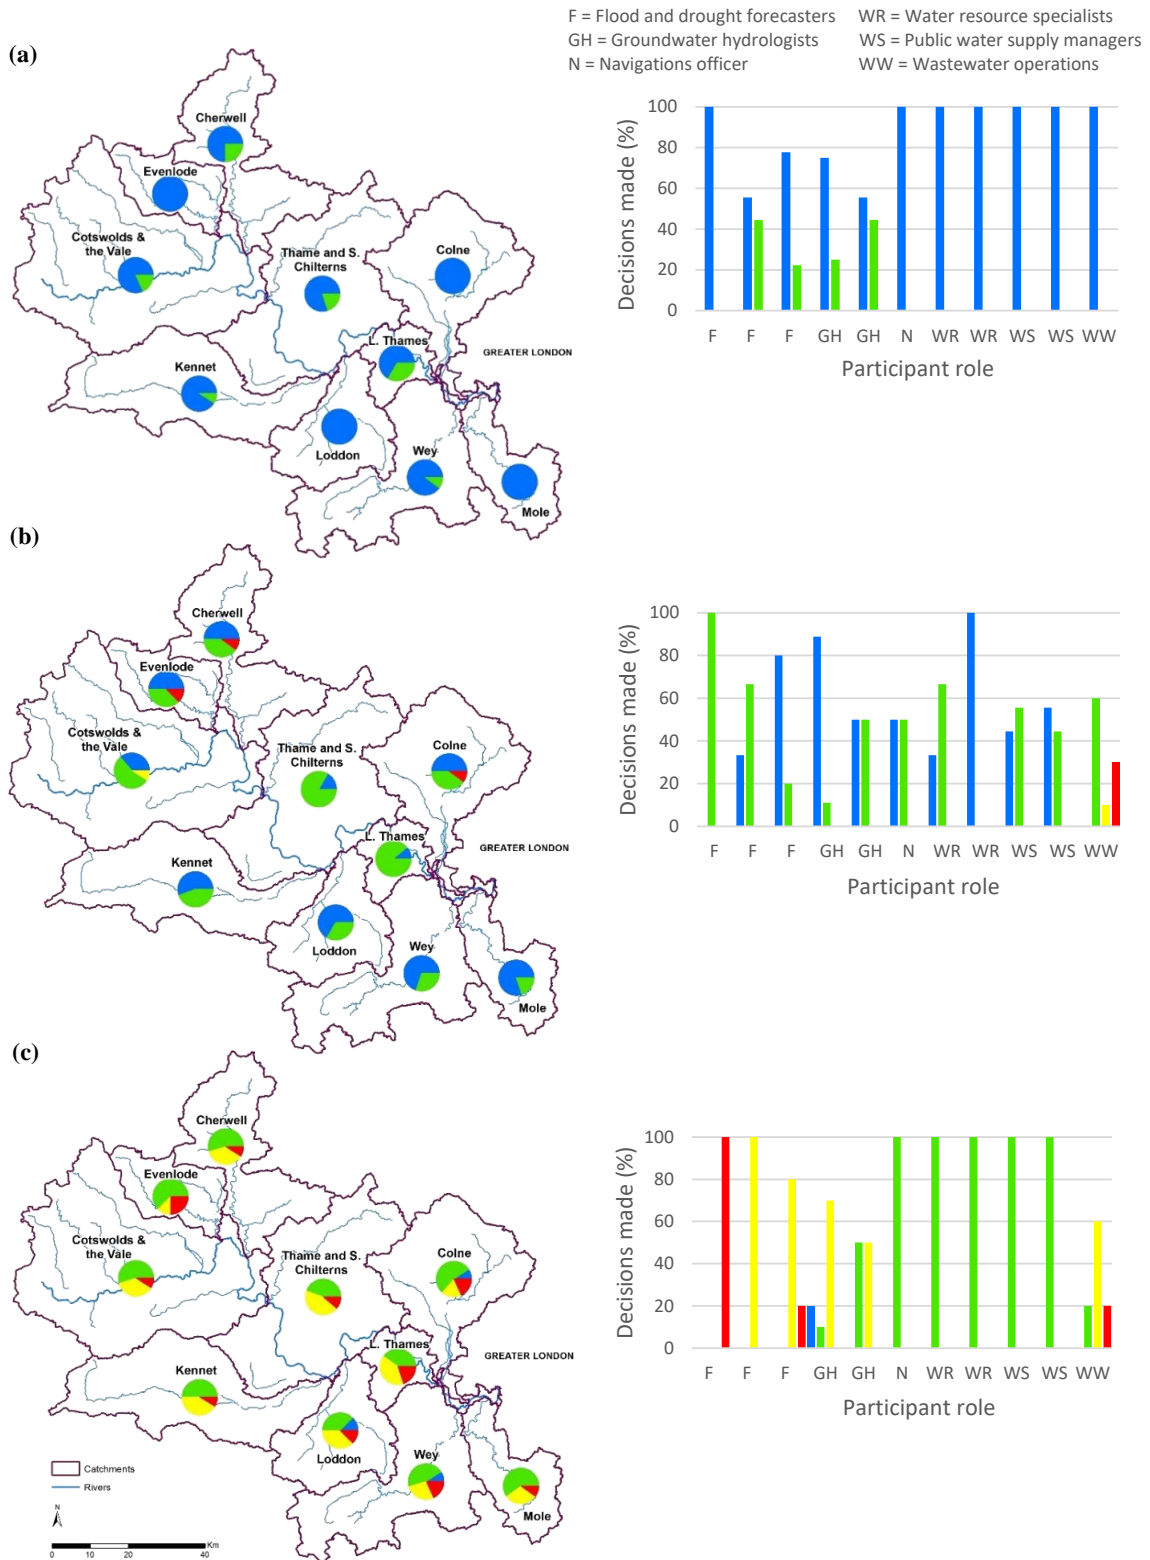 F = Flood and drought forecasters WR = Water resource specialists
GH = Groundwater hydrologists WS = Public water supply managers
N = Navigations officer WW = Wastewater operations
(a)
Cherwell
Evenlode
Cotswolds &
the Vale
Thame and S.
Chilterns
Colne
L. Thames
GREATER LONDON
Kennet
Loddon
Wey
Mole
Decisions made (%)
100
80
60
40
20
0
F F F GH GH N WR WR WS WS WW
Participant role
(b)
Cherwell
Evenlode
Cotswolds &
the Vale
Thame and S.
Chilterns
Colne
L. Thames
GREATER LONDON
Kennet
Loddon
Wey
Mole
Decisions made (%)
100
80
60
40
20
0
F F F GH GH N WR WR WS WS WW
Participant role
(c)
Cherwell
Evenlode
Cotswolds &
the Vale
Thame and S.
Chilterns
Colne
L. Thames
GREATER LONDON
Kennet
Loddon
Wey
Mole
Catchments
Rivers
N
Km
0 10 20 40
Decisions made (%)
100
80
60
40
20
0
F F F GH GH N WR WR WS WS WW
Participant role